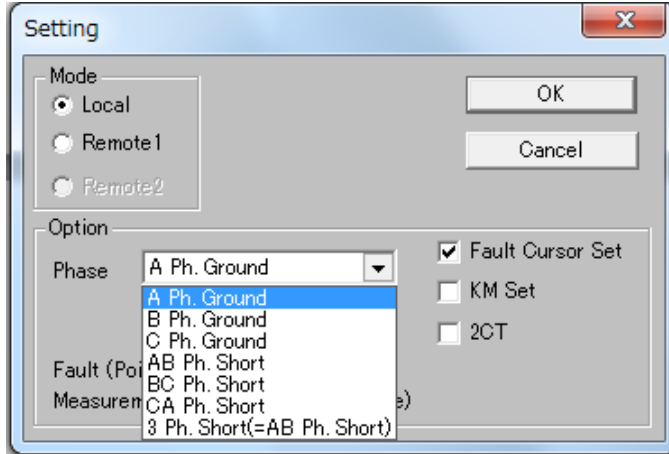 Setting
Mode
Local
Remote1
Remote2
OK
Cancel
Option
Phase
A Ph. Ground
A Ph. Ground
B Ph. Ground
C Ph. Ground
AB Ph. Short
BC Ph. Short
CA Ph. Short
3 Ph. Short(=AB Ph. Short)
Fault Cursor Set
KM Set
2CT
Fault